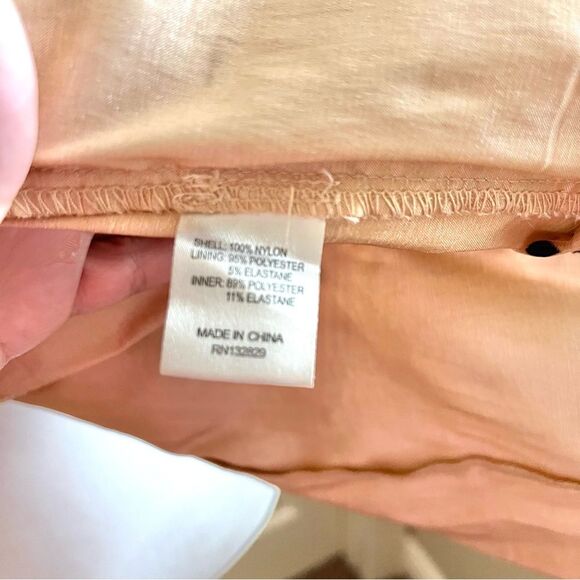 SHELL: 100% NYLON
LINING: 95% POLYESTER
5% ELASTANE
INNER: 89% POLYESTER
11% ELASTANE
MADE IN CHINA
RN132829